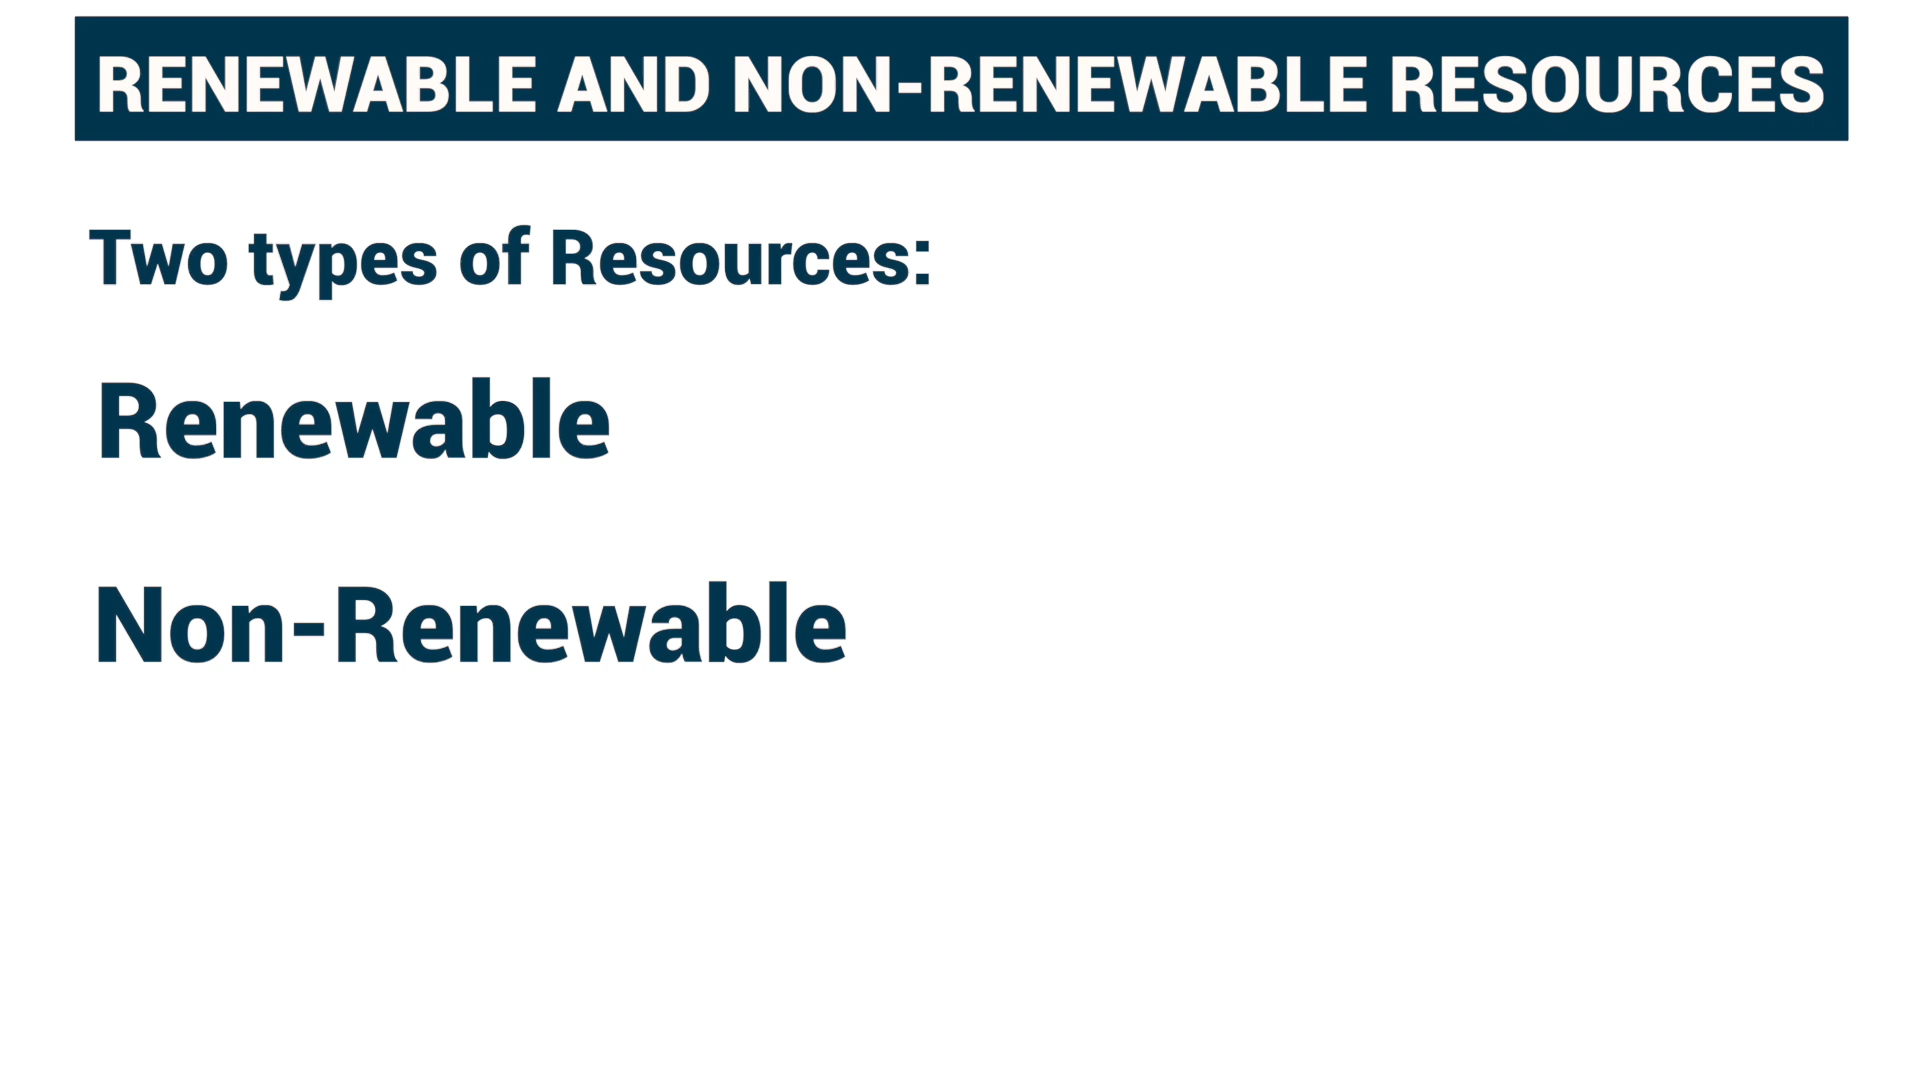 RENEWABLE AND NON-RENEWABLE RESOURCES
Two types of Resources:
Renewable
Non-Renewable